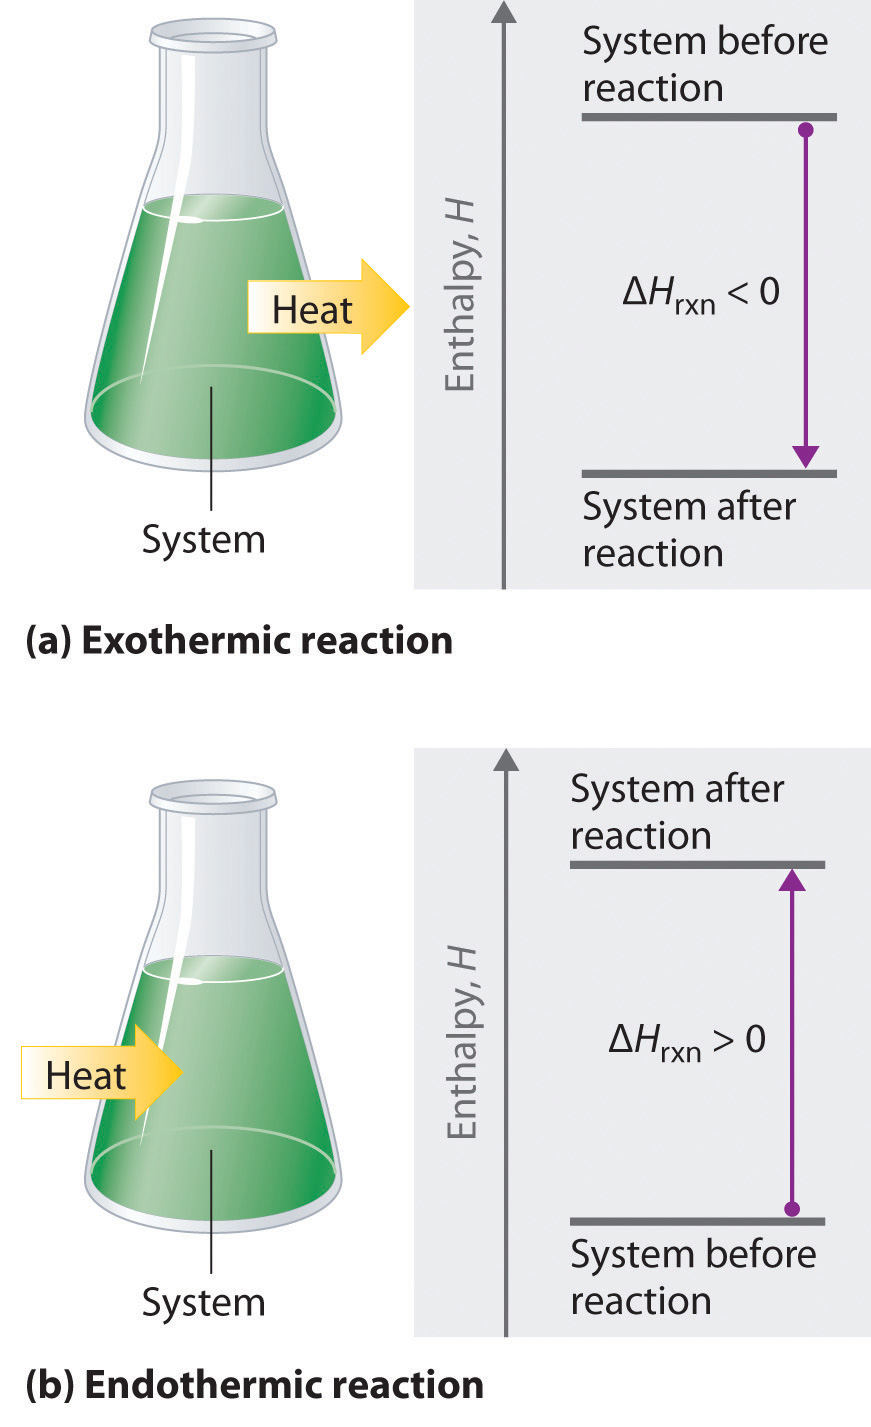 System before
reaction
Enthalpy, H
Heat
ΔHrxn < 0
System after
reaction
System
(a) Exothermic reaction
System after
reaction
Enthalpy, H
Heat
ΔHrxn > 0
System before
reaction
System
(b) Endothermic reaction